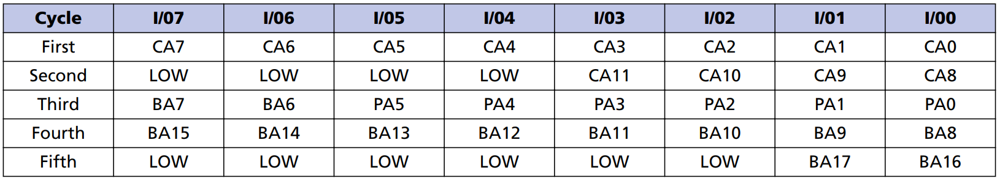 Cycle I/07 I/06 I/05 I/04 I/03 I/02 I/01 I/00
First CA7 CA6 CA5 CA4 CA3 CA2 CA1 CA0
Second LOW LOW LOW LOW CA11 CA10 CA9 CA8
Third BA7 BA6 PA5 PA4 PA3 PA2 PA1 PA0
Fourth BA15 BA14 BA13 BA12 BA11 BA10 BA9 BA8
Fifth LOW LOW LOW LOW LOW LOW BA17 BA16